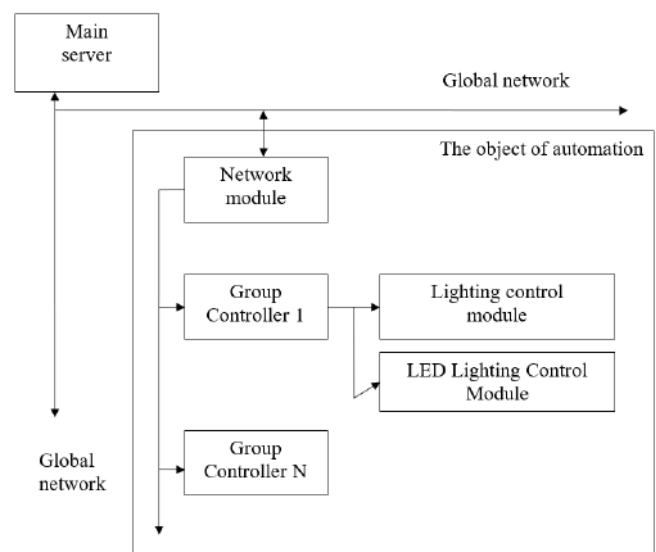 Main
server
Global network
The object of automation
Network
module
Group
Controller 1
Lighting control
module
LED Lighting Control
Module
Global
network
Group
Controller N